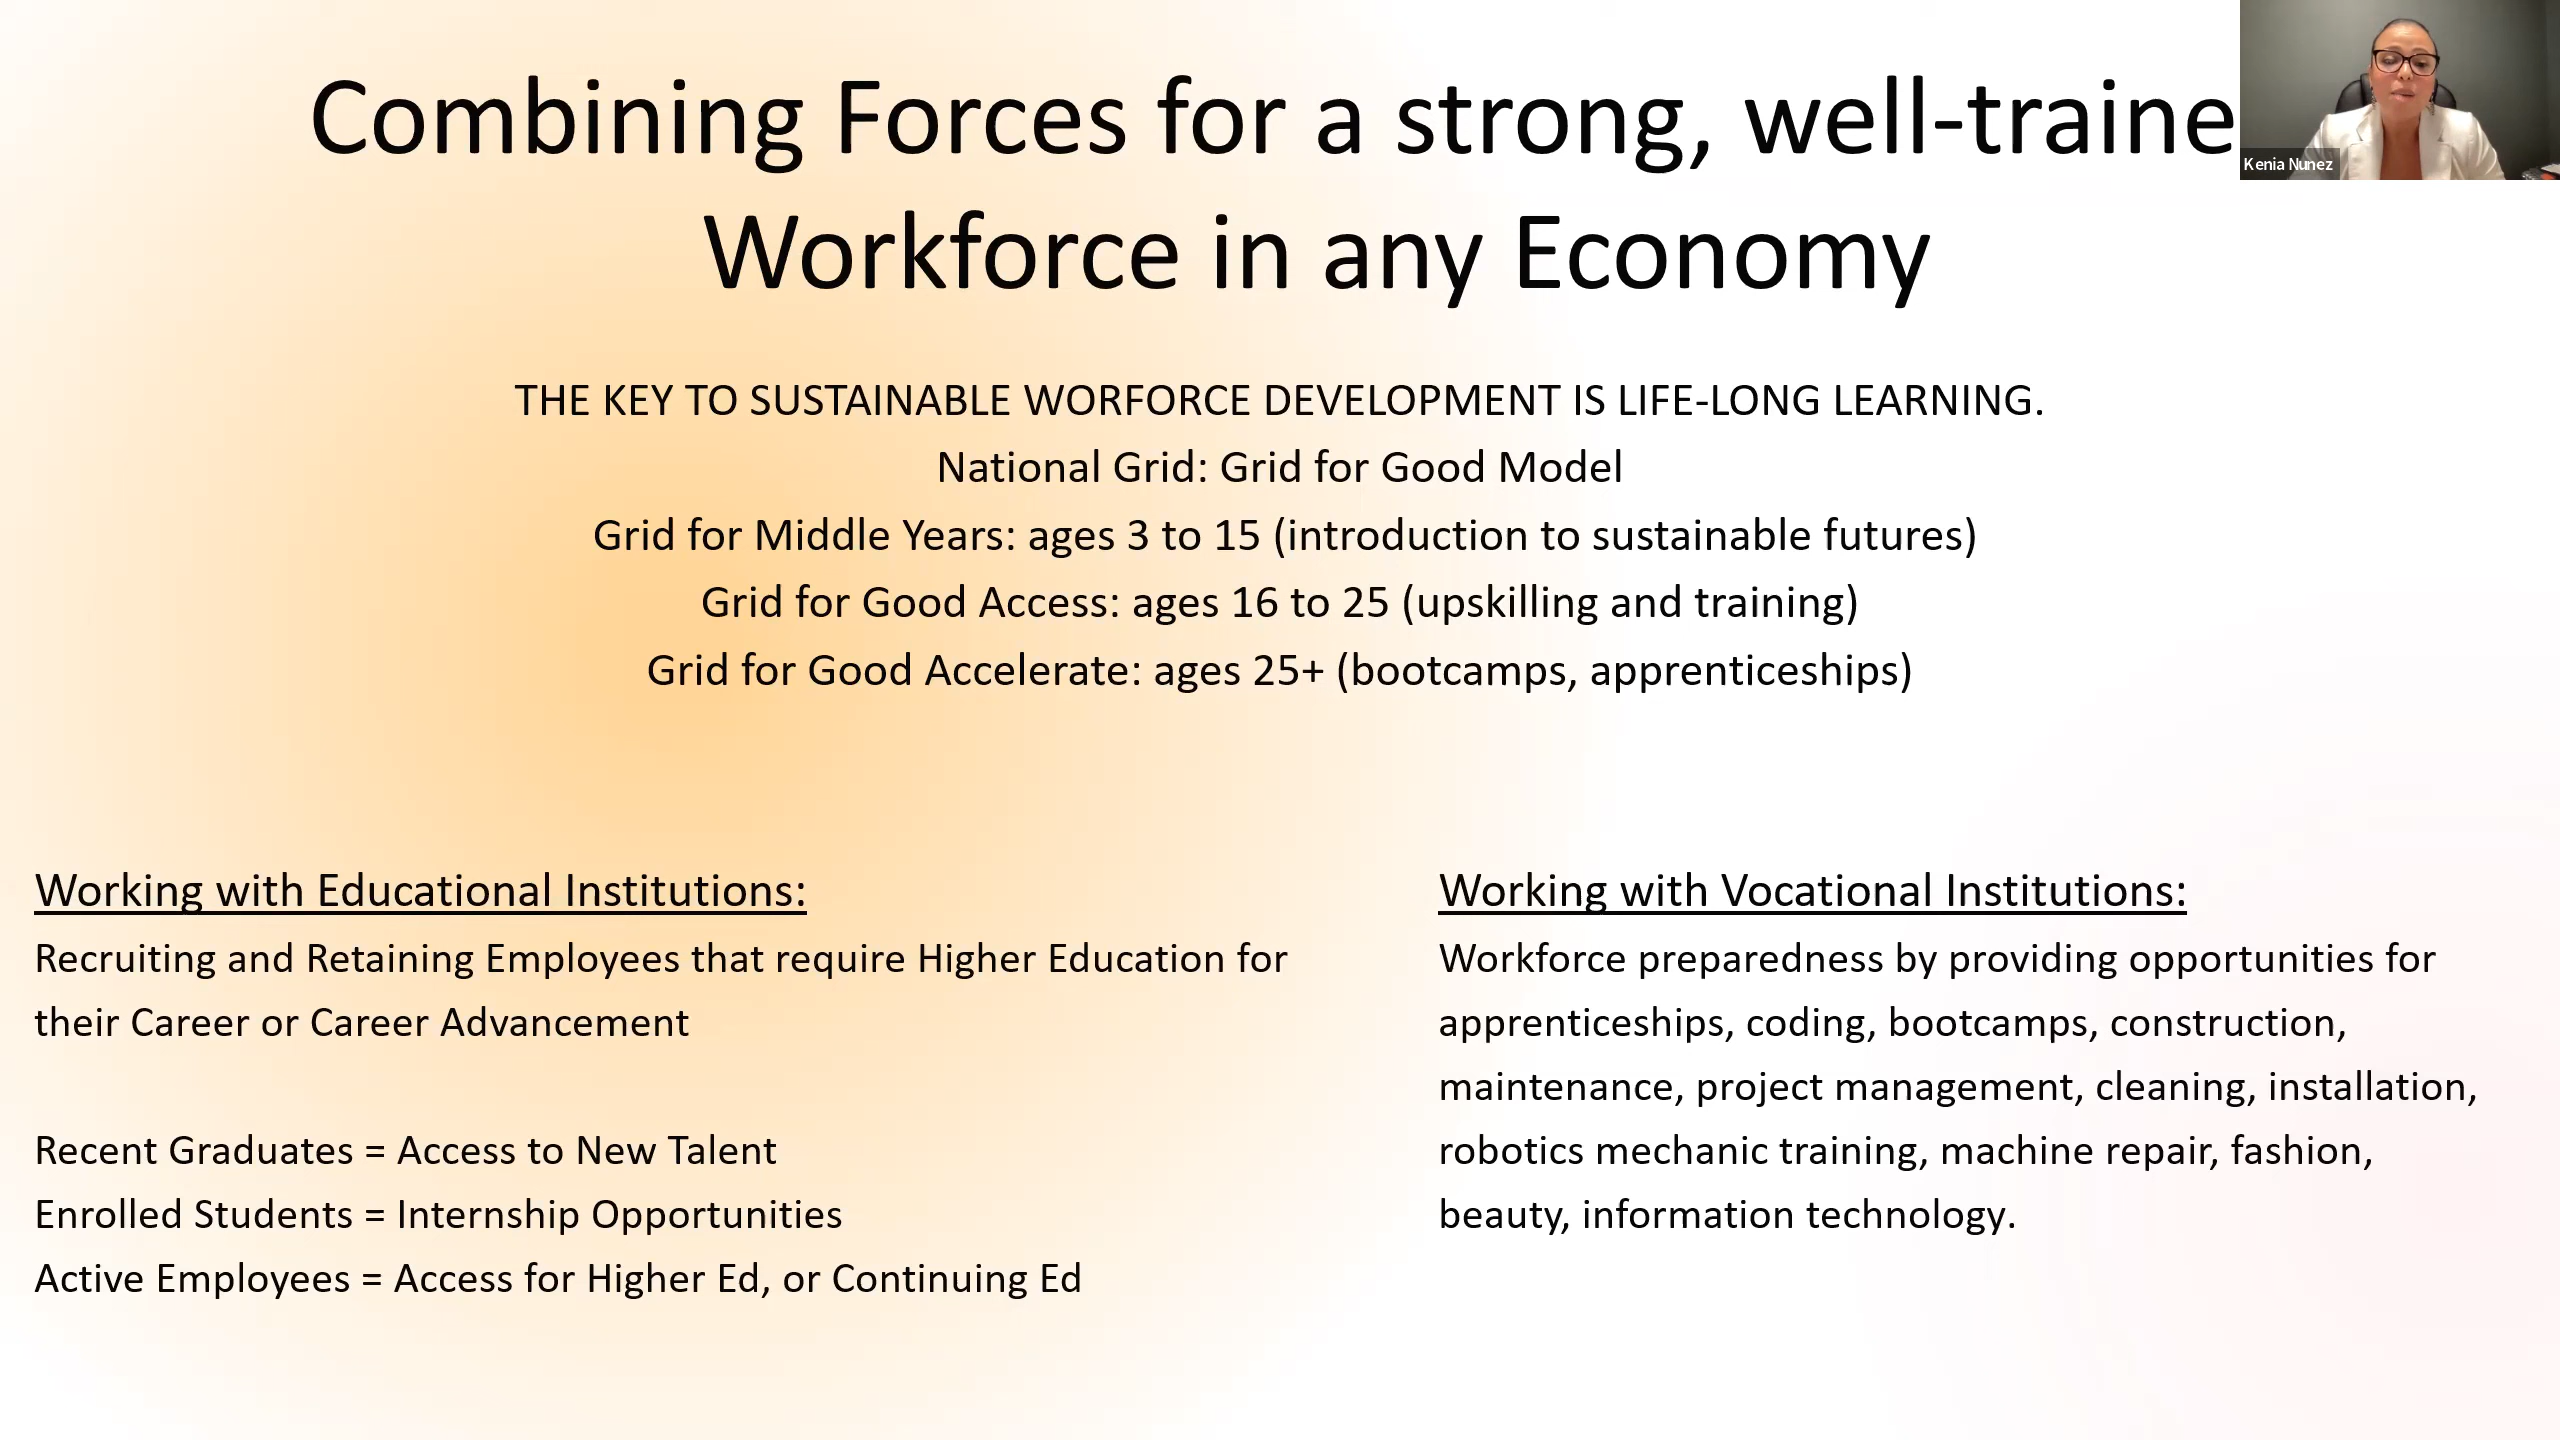 Combining Forces for a strong, well-traine
Workforce in any Economy
Kenia Nunez
THE KEY TO SUSTAINABLE WORFORCE DEVELOPMENT IS LIFE-LONG LEARNING.
National Grid: Grid for Good Model
Grid for Middle Years: ages 3 to 15 (introduction to sustainable futures)
Grid for Good Access: ages 16 to 25 (upskilling and training)
Grid for Good Accelerate: ages 25+ (bootcamps, apprenticeships)
Working with Educational Institutions:
Recruiting and Retaining Employees that require Higher Education for
their Career or Career Advancement
Recent Graduates = Access to New Talent
Enrolled Students = Internship Opportunities
Active Employees = Access for Higher Ed, or Continuing Ed
Working with Vocational Institutions:
Workforce preparedness by providing opportunities for
apprenticeships, coding, bootcamps, construction,
maintenance, project management, cleaning, installation,
robotics mechanic training, machine repair, fashion,
beauty, information technology.